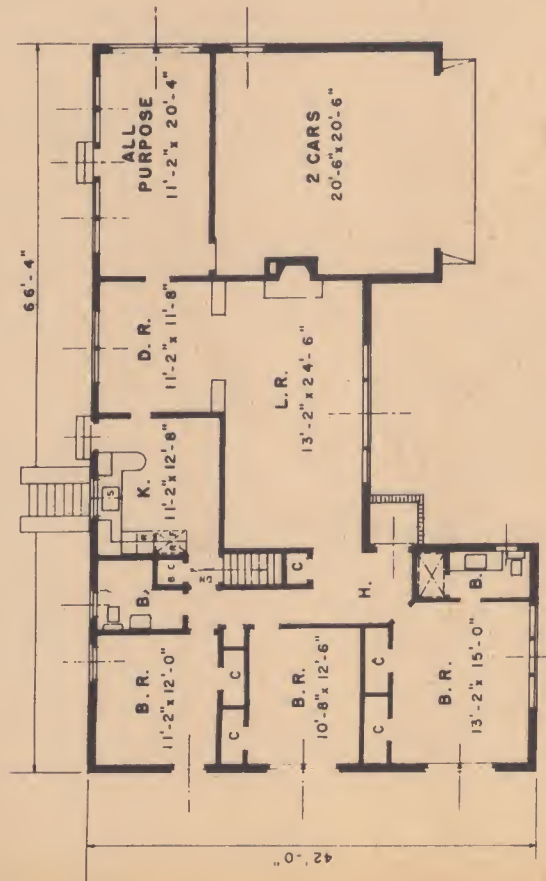 66'-4"
ALL
PURPOSE
11'-2" x 20'-4"
2 CARS
20'-6" x 20'-6"
D. R.
11'-2" x 11'-8"
L. R.
13'-2" x 24'-6"
K.
11'-2" x 12'-8"
S
B C
C
B.
H.
B.
B. R.
11'-2" x 12'-0"
C
C
B. R.
10'-8" x 12'-6"
C
C
B. R.
13'-2" x 15'-0"
42'-0"